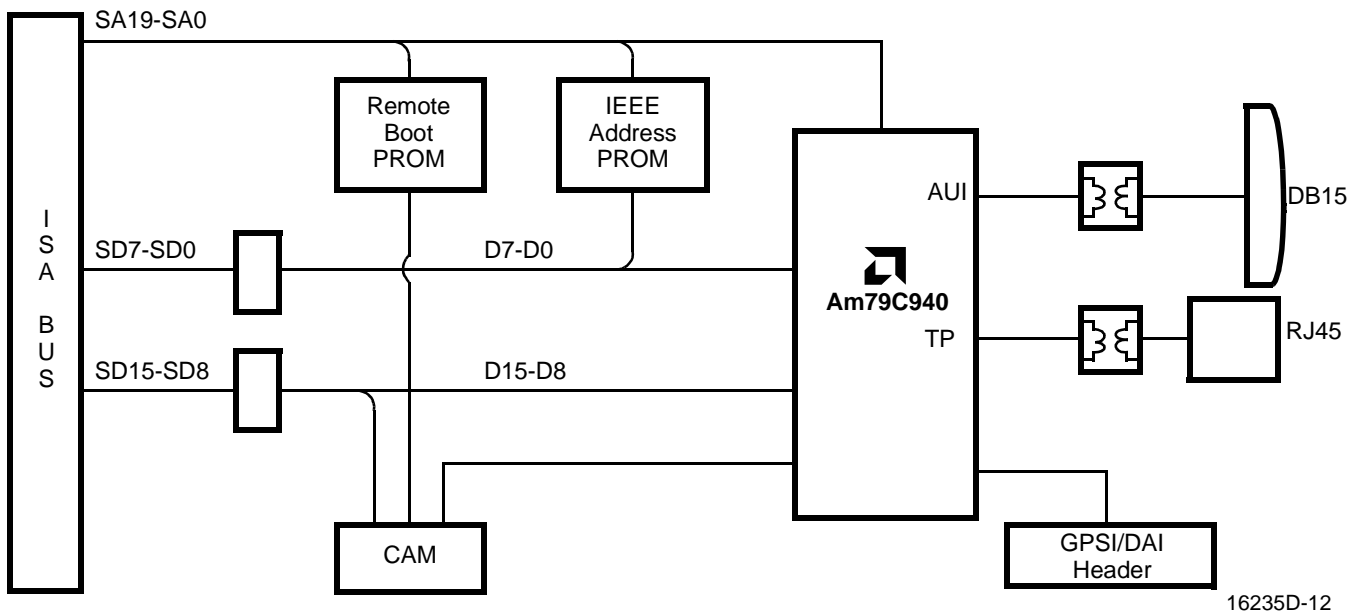 SA19-SA0
Remote
Boot
PROM
IEEE
Address
PROM
I
S
A
B
U
S
SD7-SD0
D7-D0
SD15-SD8
D15-D8
CAM
AUI
Am79C940
TP
DB15
RJ45
GPSI/DAI
Header
16235D-12